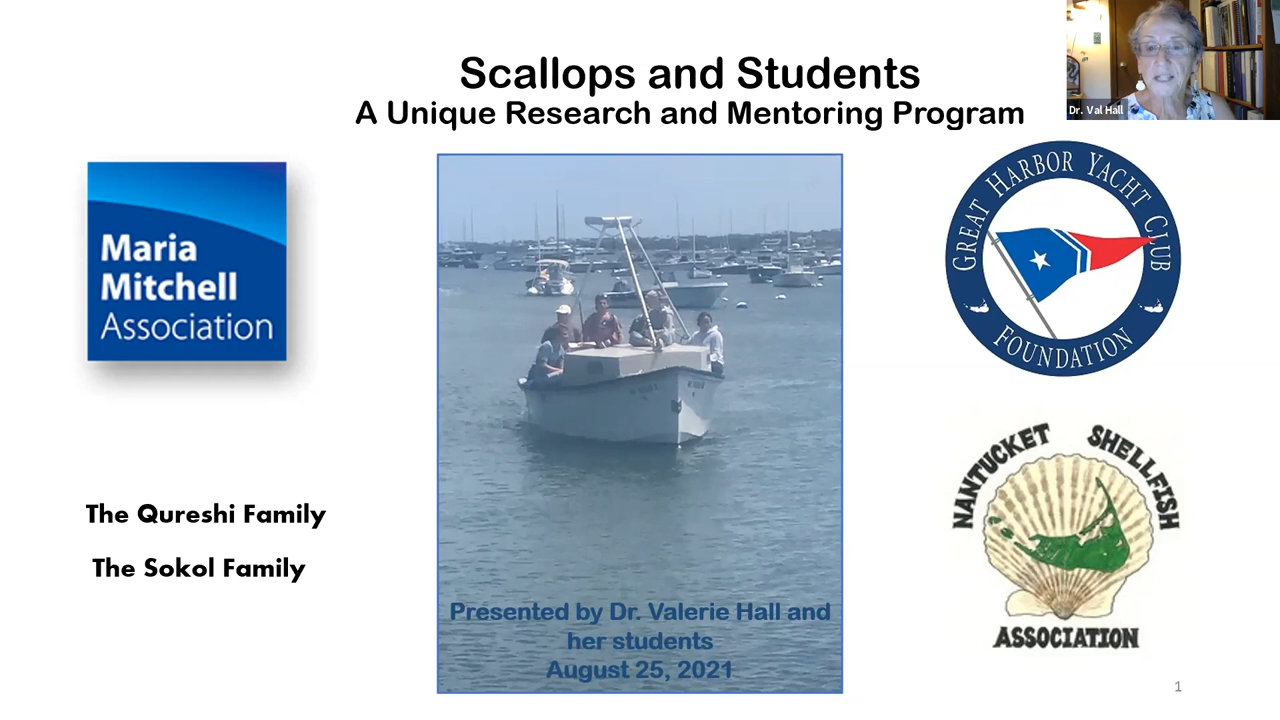 Scallops and Students
A Unique Research and Mentoring Program
Dr. Val Hall
Maria
Mitchell
Association
GREAT HARBOR YACHT CLUB
FOUNDATION
The Qureshi Family
The Sokol Family
NANTUCKET SHELLFISH
ASSOCIATION
Presented by Dr. Valerie Hall and
her students
August 25, 2021
1